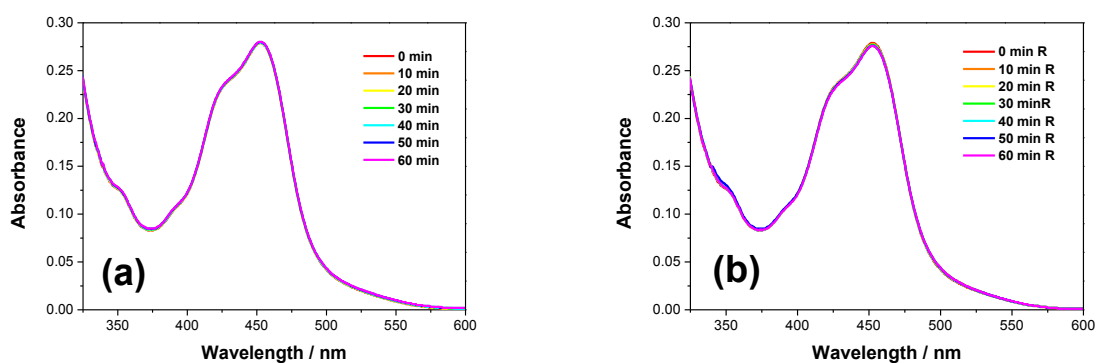 0.30
0.25
0.20
0.15
0.10
0.05
0.00
Absorbance
350 400 450 500 550 600
Wavelength / nm
0 min
10 min
20 min
30 min
40 min
50 min
60 min
(a)
0.30
0.25
0.20
0.15
0.10
0.05
0.00
Absorbance
350 400 450 500 550 600
Wavelength / nm
0 min R
10 min R
20 min R
30 minR
40 min R
50 min R
60 min R
(b)